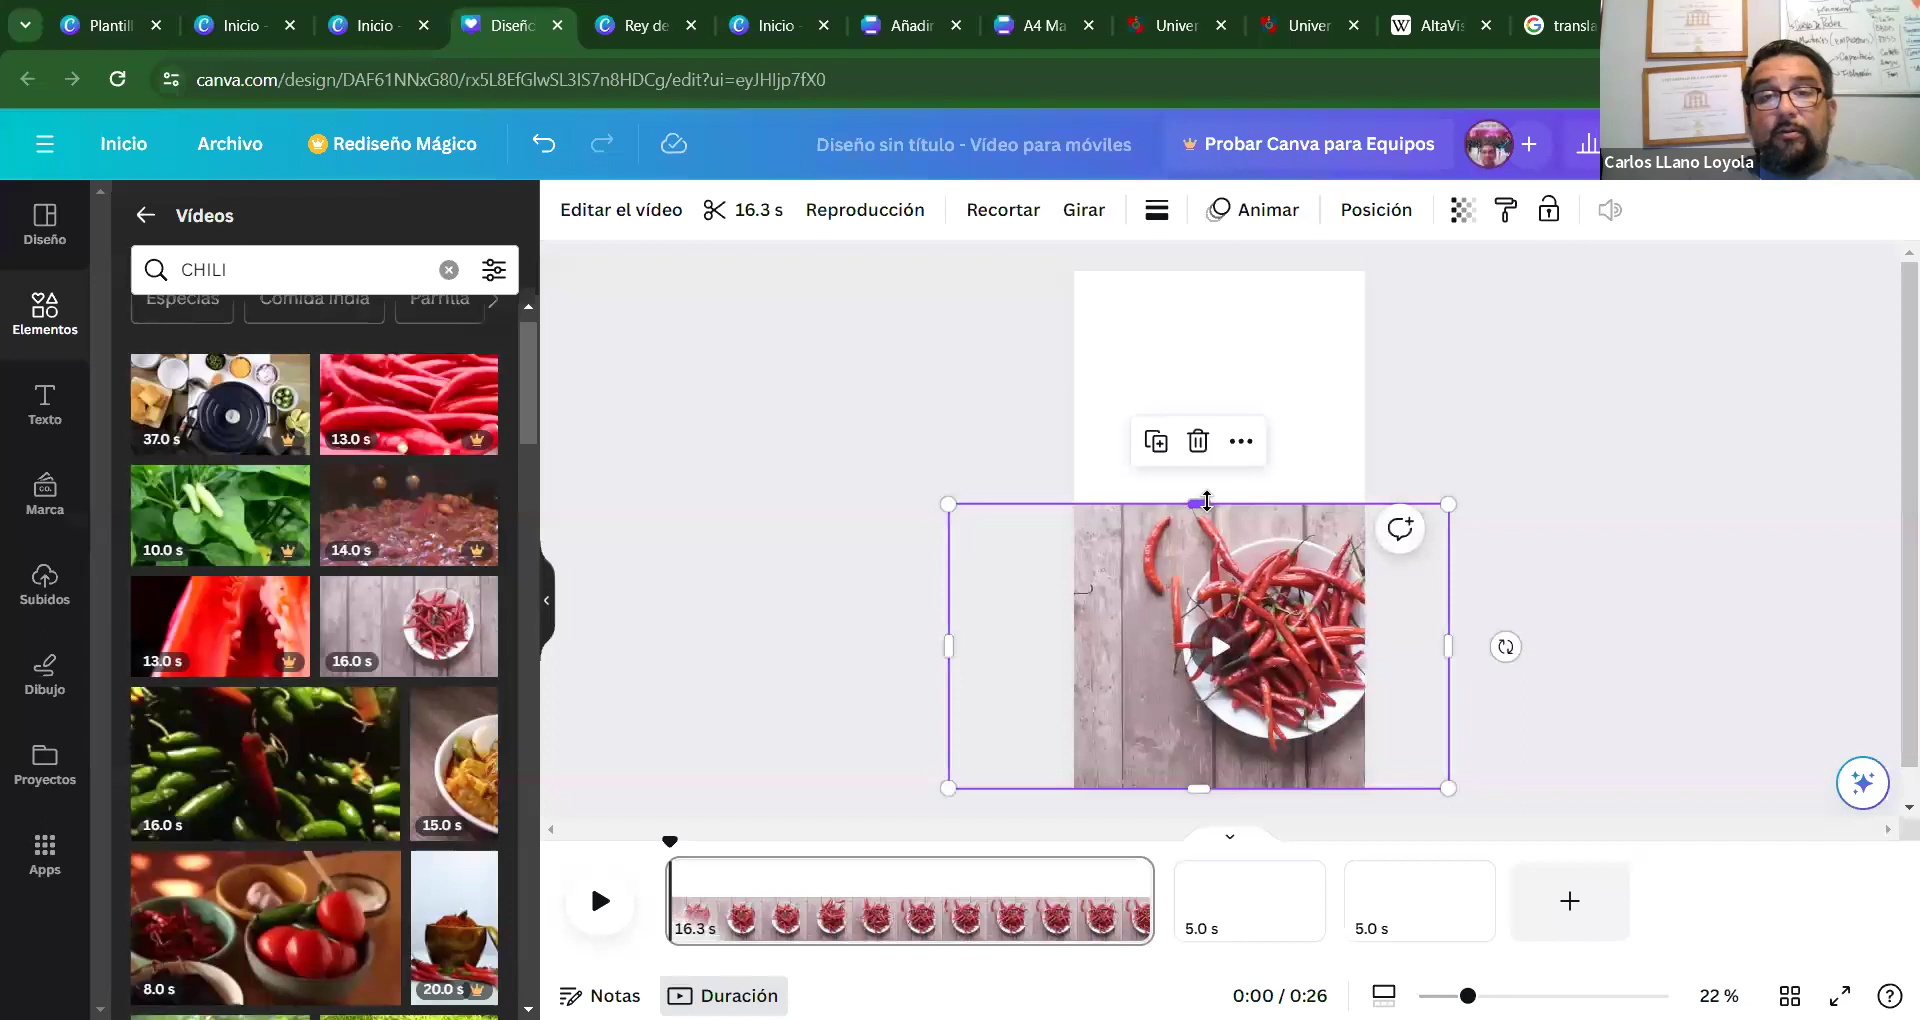 Plantill
Inicio -
Inicio -
Diseño
Rey de
Inicio -
Añadir
A4 Ma
Univer
Univer
AltaVis
transla
canva.com/design/DAF61NNxG80/rx5L8EfGlwSL3IS7n8HDCg/edit?ui=eyJHIjp7fX0
Inicio
Archivo
Rediseño Mágico
Diseño sin título - Vídeo para móviles
Probar Canva para Equipos
Carlos LLano Loyola
Diseño
Elementos
Texto
Marca
Subidos
Dibujo
Proyectos
Apps
Vídeos
CHILI
Especias
Comida India
Parrilla
37.0 s
13.0 s
10.0 s
14.0 s
13.0 s
16.0 s
16.0 s
15.0 s
8.0 s
20.0 s
Editar el vídeo
16.3 s
Reproducción
Recortar
Girar
Animar
Posición
16.3 s
5.0 s
5.0 s
Notas
Duración
0:00 / 0:26
22 %